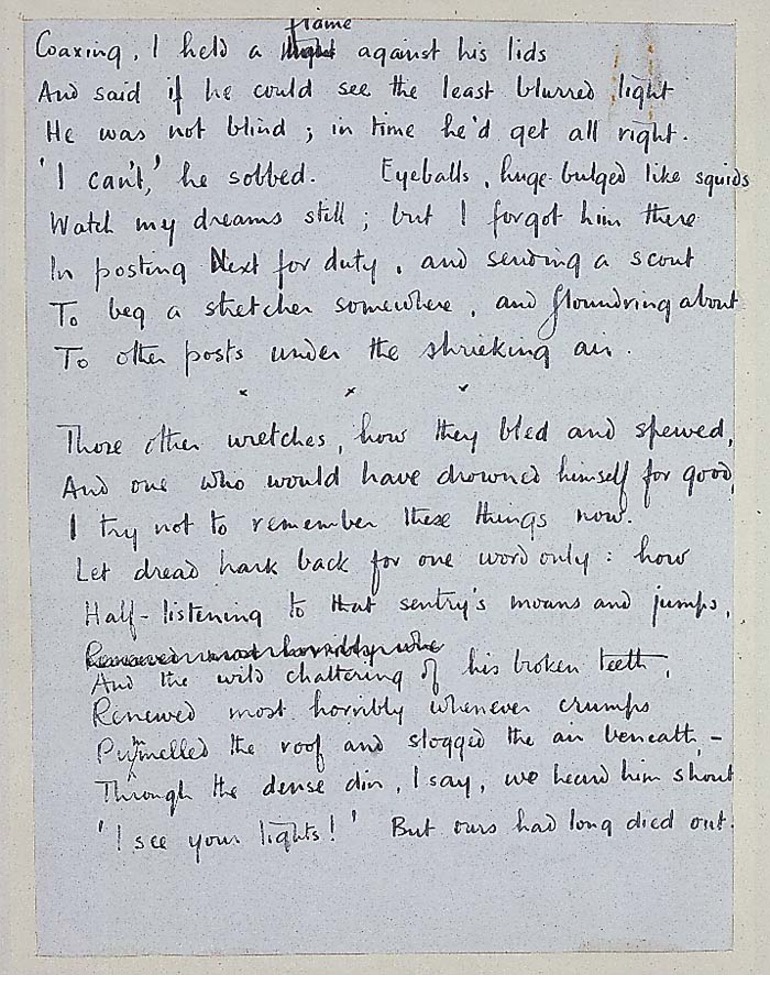 flame
Coaxing, I held a light against his lids
And said if he could see the least blurred light
He was not blind ; in time he'd get all right.
'I can't,' he sobbed. Eyeballs, huge-bulged like squids
Watch my dreams still ; but I forgot him there
In posting Next for duty, and sending a scout
To beg a stretcher somewhere, and floundring about
To other posts under the shrieking air.
× × ×
Those other wretches, how they bled and spewed,
And one who would have drowned himself for good,
I try not to remember these things now.
Let dread hark back for one word only : how
Half-listening to that sentry's moans and jumps,
Renewed most horribly whe
And the wild chattering of his broken teeth,
Renewed most horribly whenever crumps
Pummelled the roof and slogged the air beneath, –
Through the dense din, I say, we heard him shout
'I see your lights!' But ours had long died out.